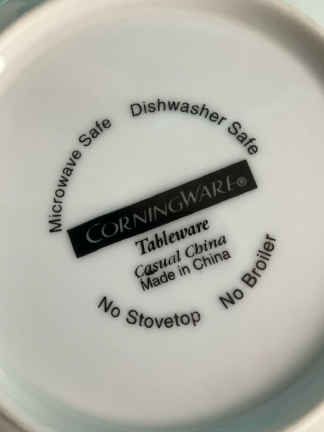 Microwave Safe
Dishwasher Safe
CORNINGWARE®
Tableware
Casual China
Made in China
No Stovetop
No Broiler